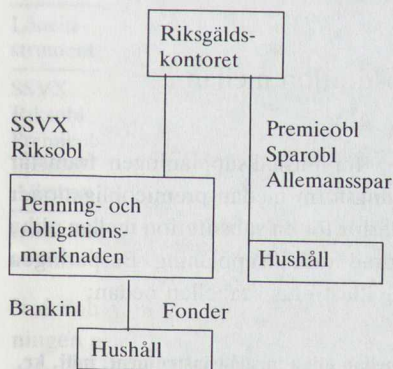 Riksgälds-
kontoret
SSVX
Riksobl
Premieobl
Sparobl
Allemansspar
Penning- och
obligations-
marknaden
Hushåll
Bankinl
Fonder
Hushåll